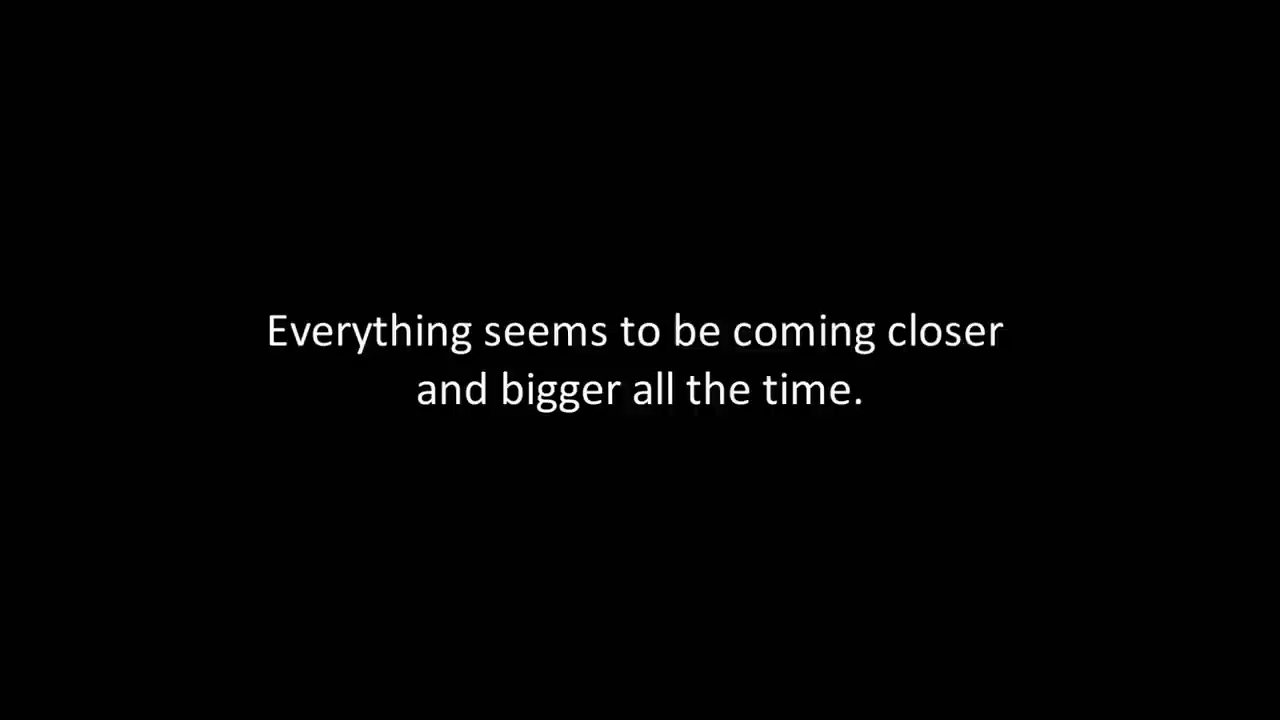 Everything seems to be coming closer
and bigger all the time.